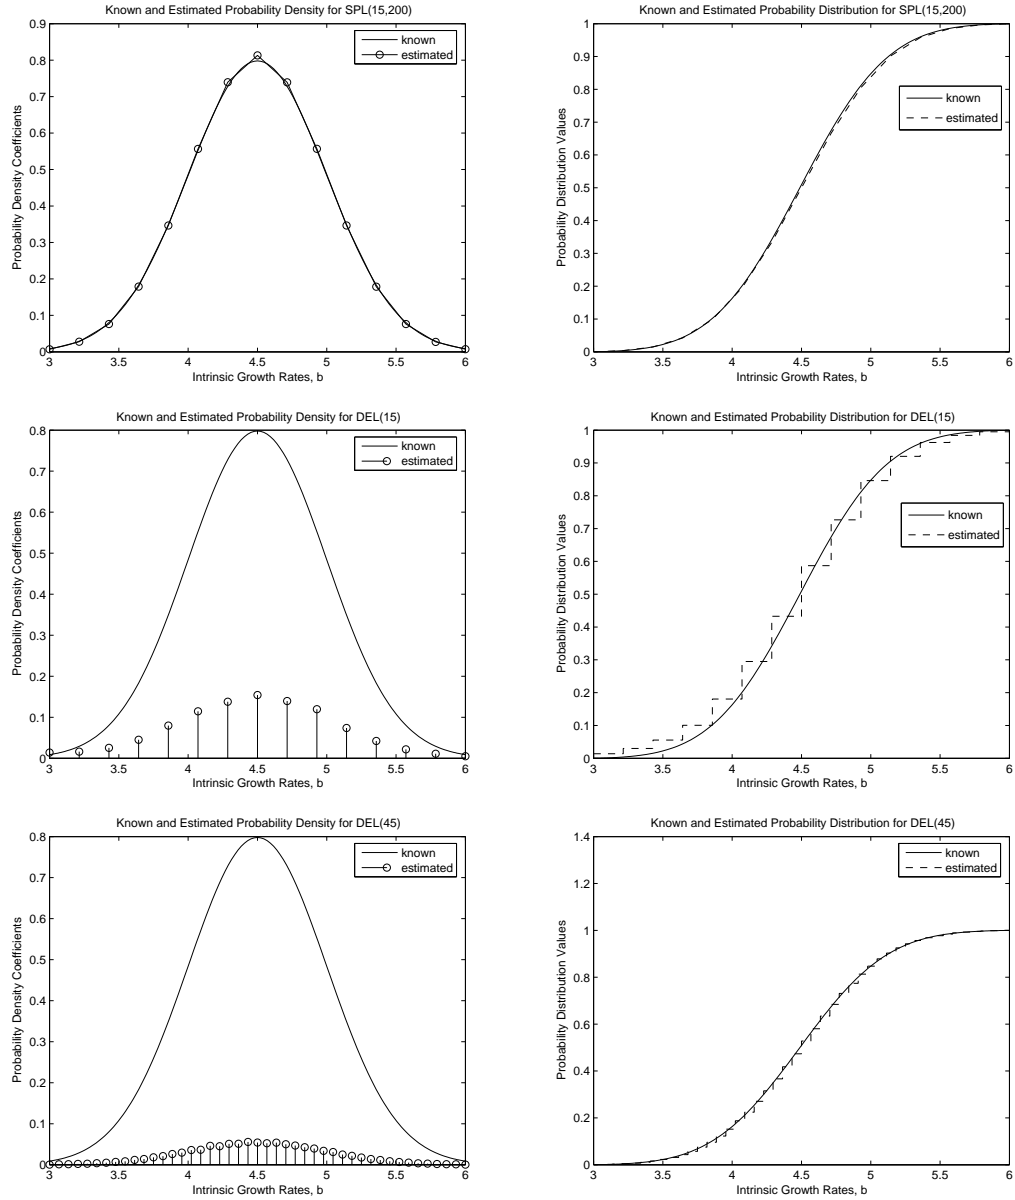 Known and Estimated Probability Density for SPL(15,200)
0.9
0.8
0.7
0.6
0.5
0.4
0.3
0.2
0.1
0
Probability Density Coefficients
known
estimated
3 3.5 4 4.5 5 5.5 6
Intrinsic Growth Rates, b
Known and Estimated Probability Distribution for SPL(15,200)
1
0.9
0.8
0.7
0.6
0.5
0.4
0.3
0.2
0.1
0
Probability Distribution Values
known
estimated
3 3.5 4 4.5 5 5.5 6
Intrinsic Growth Rates, b
Known and Estimated Probability Density for DEL(15)
0.8
0.7
0.6
0.5
0.4
0.3
0.2
0.1
0
Probability Density Coefficients
known
estimated
3 3.5 4 4.5 5 5.5 6
Intrinsic Growth Rates, b
Known and Estimated Probability Distribution for DEL(15)
1
0.9
0.8
0.7
0.6
0.5
0.4
0.3
0.2
0.1
0
Probability Distribution Values
known
estimated
3 3.5 4 4.5 5 5.5 6
Intrinsic Growth Rates, b
Known and Estimated Probability Density for DEL(45)
0.8
0.7
0.6
0.5
0.4
0.3
0.2
0.1
0
Probability Density Coefficients
known
estimated
3 3.5 4 4.5 5 5.5 6
Intrinsic Growth Rates, b
Known and Estimated Probability Distribution for DEL(45)
1.4
1.2
1
0.8
0.6
0.4
0.2
0
Probability Distribution Values
known
estimated
3 3.5 4 4.5 5 5.5 6
Intrinsic Growth Rates, b